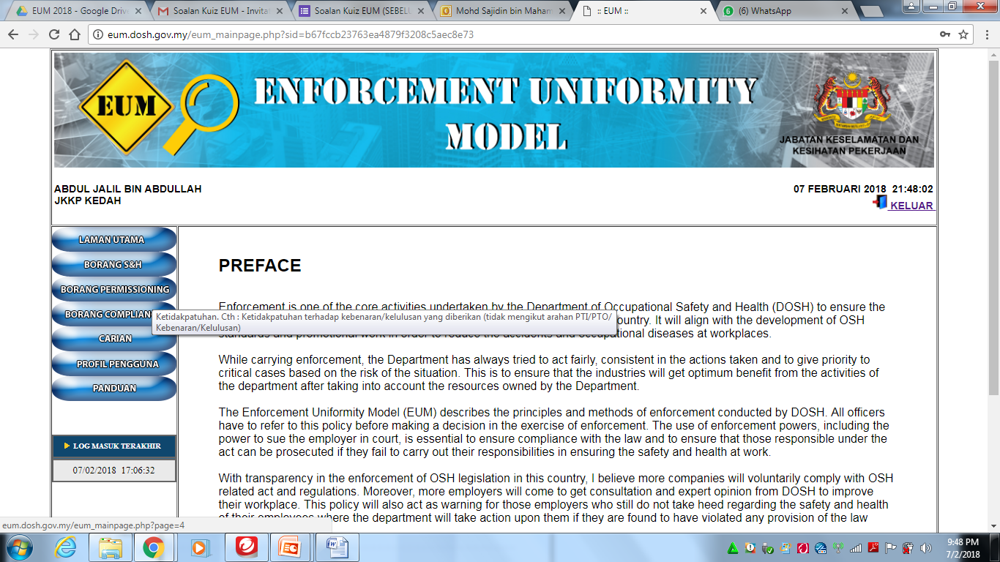 EUM 2018 - Google Drive
Soalan Kuiz EUM - Invitat
Soalan Kuiz EUM (SEBELU
Mohd Sajidin bin Maham
:: EUM ::
(6) WhatsApp
eum.dosh.gov.my/eum_mainpage.php?sid=b67fccb23763ea4879f3208c5aec8e73
EUM
ENFORCEMENT UNIFORMITY
MODEL
JABATAN KESELAMATAN DAN
KESIHATAN PEKERJAAN
ABDUL JALIL BIN ABDULLAH
JKKP KEDAH
07 FEBRUARI 2018 21:48:02
KELUAR
LAMAN UTAMA
BORANG S&H
BORANG PERMISSIONING
BORANG COMPLIAN
CARIAN
PROFIL PENGGUNA
PANDUAN
LOG MASUK TERAKHIR
07/02/2018 17:06:32
PREFACE
Enforcement is one of the core activities undertaken by the Department of Occupational Safety and Health (DOSH) to ensure the
Ketidakpatuhan. Cth : Ketidakpatuhan terhadap kebenaran/kelulusan yang diberikan (tidak mengikut arahan PTI/PTO/
Kebenaran/Kelulusan)
country. It will align with the development of OSH
standards and promotional work in order to reduce the accidents and occupational diseases at workplaces.
While carrying enforcement, the Department has always tried to act fairly, consistent in the actions taken and to give priority to
critical cases based on the risk of the situation. This is to ensure that the industries will get optimum benefit from the activities of
the department after taking into account the resources owned by the Department.
The Enforcement Uniformity Model (EUM) describes the principles and methods of enforcement conducted by DOSH. All officers
have to refer to this policy before making a decision in the exercise of enforcement. The use of enforcement powers, including the
power to sue the employer in court, is essential to ensure compliance with the law and to ensure that those responsible under the
act can be prosecuted if they fail to carry out their responsibilities in ensuring the safety and health at work.
With transparency in the enforcement of OSH legislation in this country, I believe more companies will voluntarily comply with OSH
related act and regulations. Moreover, more employers will come to get consultation and expert opinion from DOSH to improve
their workplace. This policy will also act as warning for those employers who still do not take heed regarding the safety and health
of their employees where the department will take action upon them if they are found to have violated any provision of the law
eum.dosh.gov.my/eum_mainpage.php?page=4
9:48 PM
7/2/2018